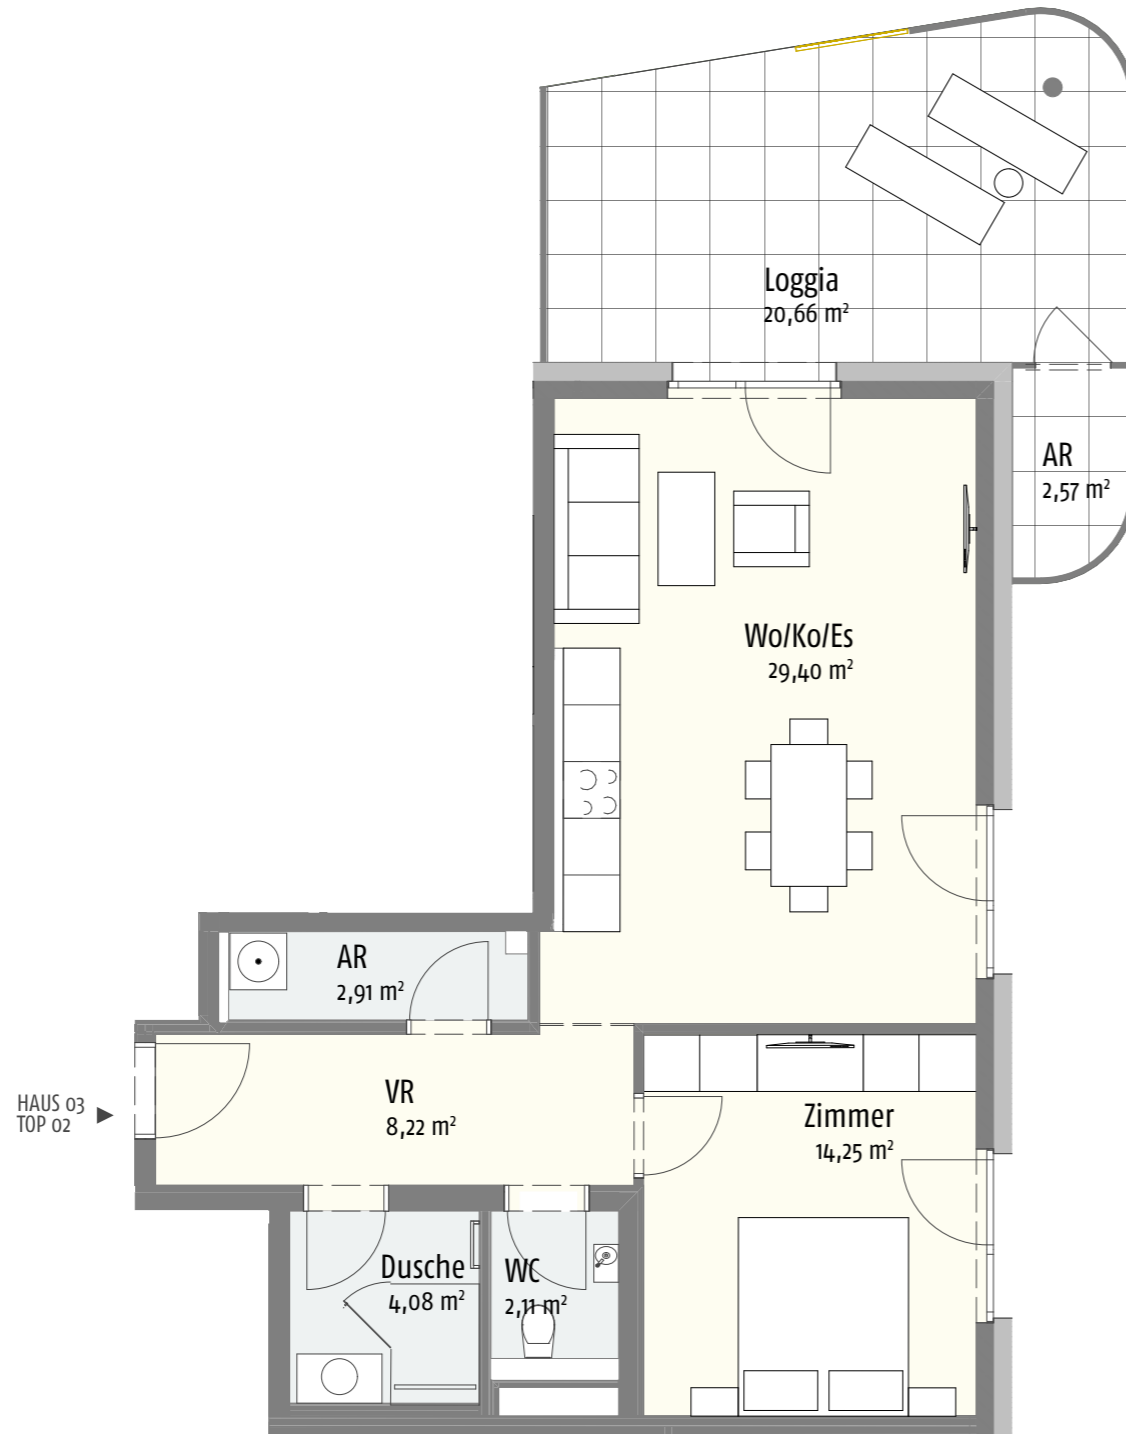 Loggia
20,66 m²
AR
2,57 m²
Wo/Ko/Es
29,40 m²
AR
2,91 m²
VR
8,22 m²
HAUS 03
TOP 02
Zimmer
14,25 m²
Dusche
4,08 m²
WC
2,11 m²